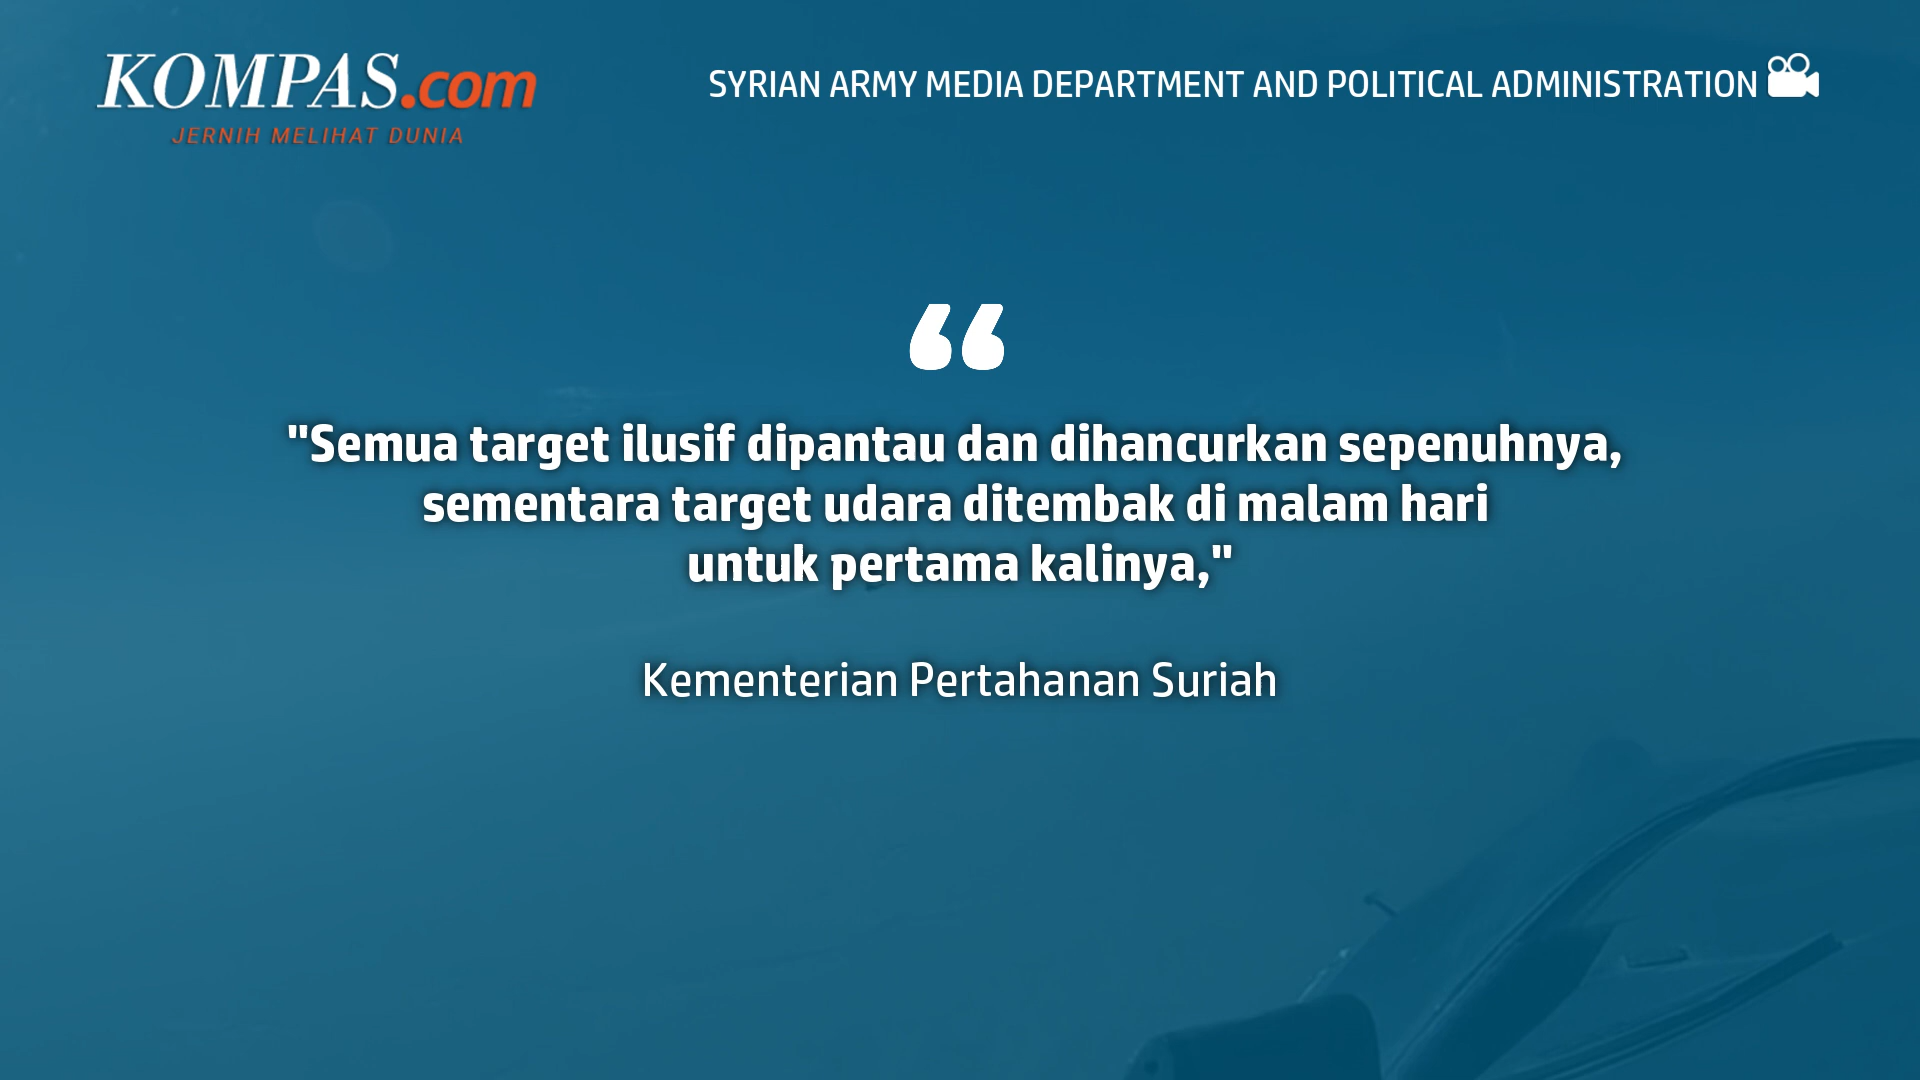 KOMPAS.com
JERNIH MELIHAT DUNIA
SYRIAN ARMY MEDIA DEPARTMENT AND POLITICAL ADMINISTRATION
“
"Semua target ilusif dipantau dan dihancurkan sepenuhnya,
sementara target udara ditembak di malam hari
untuk pertama kalinya,"
Kementerian Pertahanan Suriah